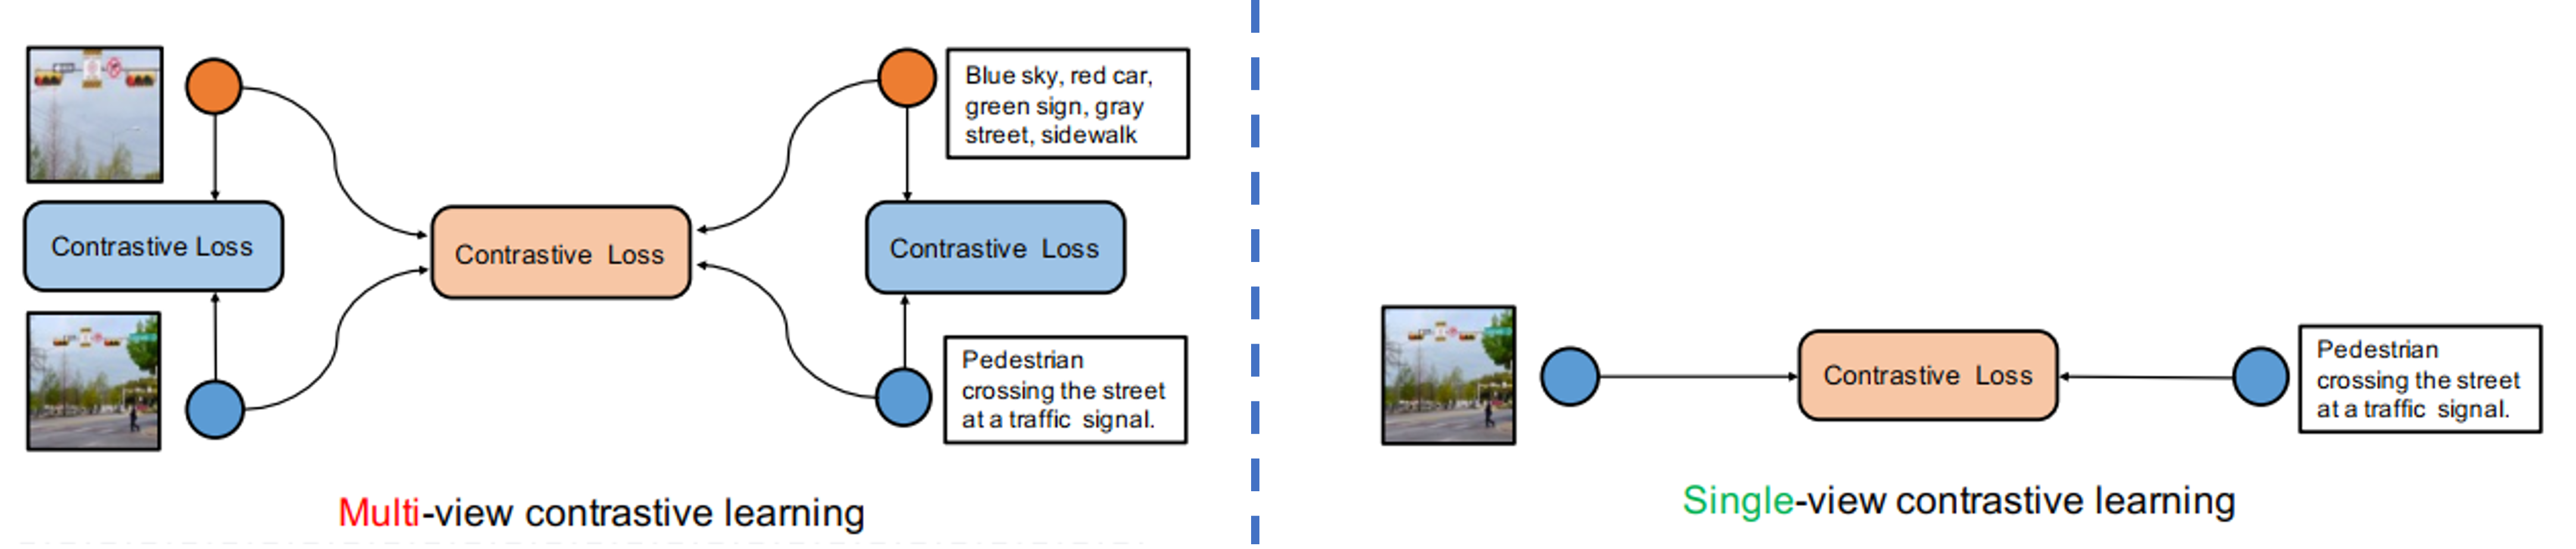 Blue sky, red car,
green sign, gray
street, sidewalk
Contrastive Loss
Contrastive Loss
Contrastive Loss
Pedestrian
crossing the street
at a traffic signal.
Multi-view contrastive learning
Contrastive Loss
Pedestrian
crossing the street
at a traffic signal.
Single-view contrastive learning